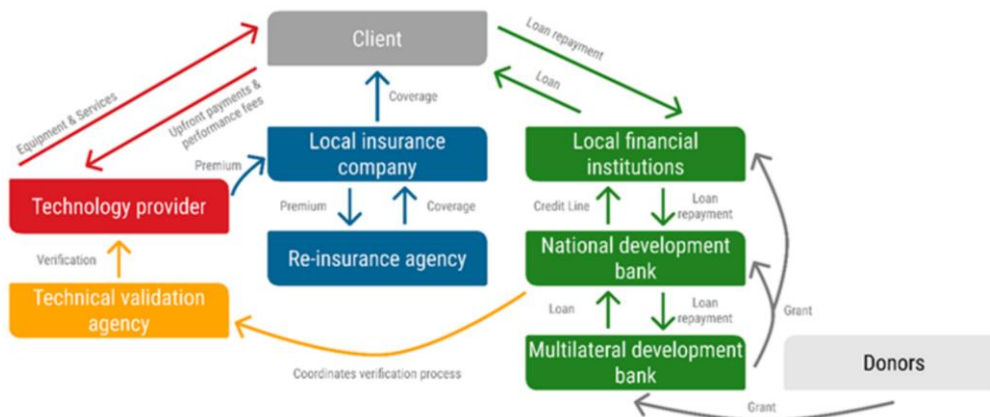 Client
Loan repayment
Loan
Equipment & Services
Upfront payments &
performance fees
Coverage
Premium
Local insurance
company
Local financial
institutions
Technology provider
Premium
Coverage
Credit Line
Loan
repayment
Verification
Re-insurance agency
National development
bank
Technical validation
agency
Loan
Loan
repayment
Grant
Coordinates verification process
Multilateral development
bank
Donors
Grant